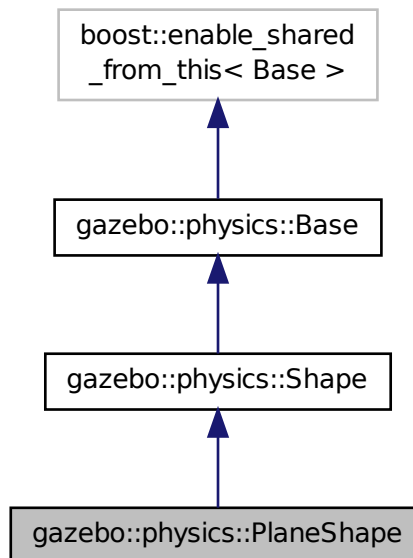 boost::enable_shared
_from_this< Base >
gazebo::physics::Base
gazebo::physics::Shape
gazebo::physics::PlaneShape